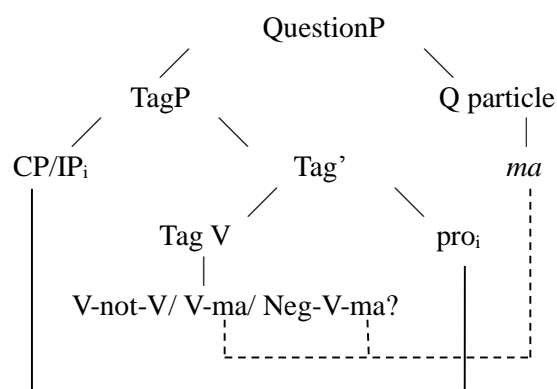 QuestionP
TagP Q particle
CP/IPi Tag’ ma
Tag V proi
V-not-V/ V-ma/ Neg-V-ma?